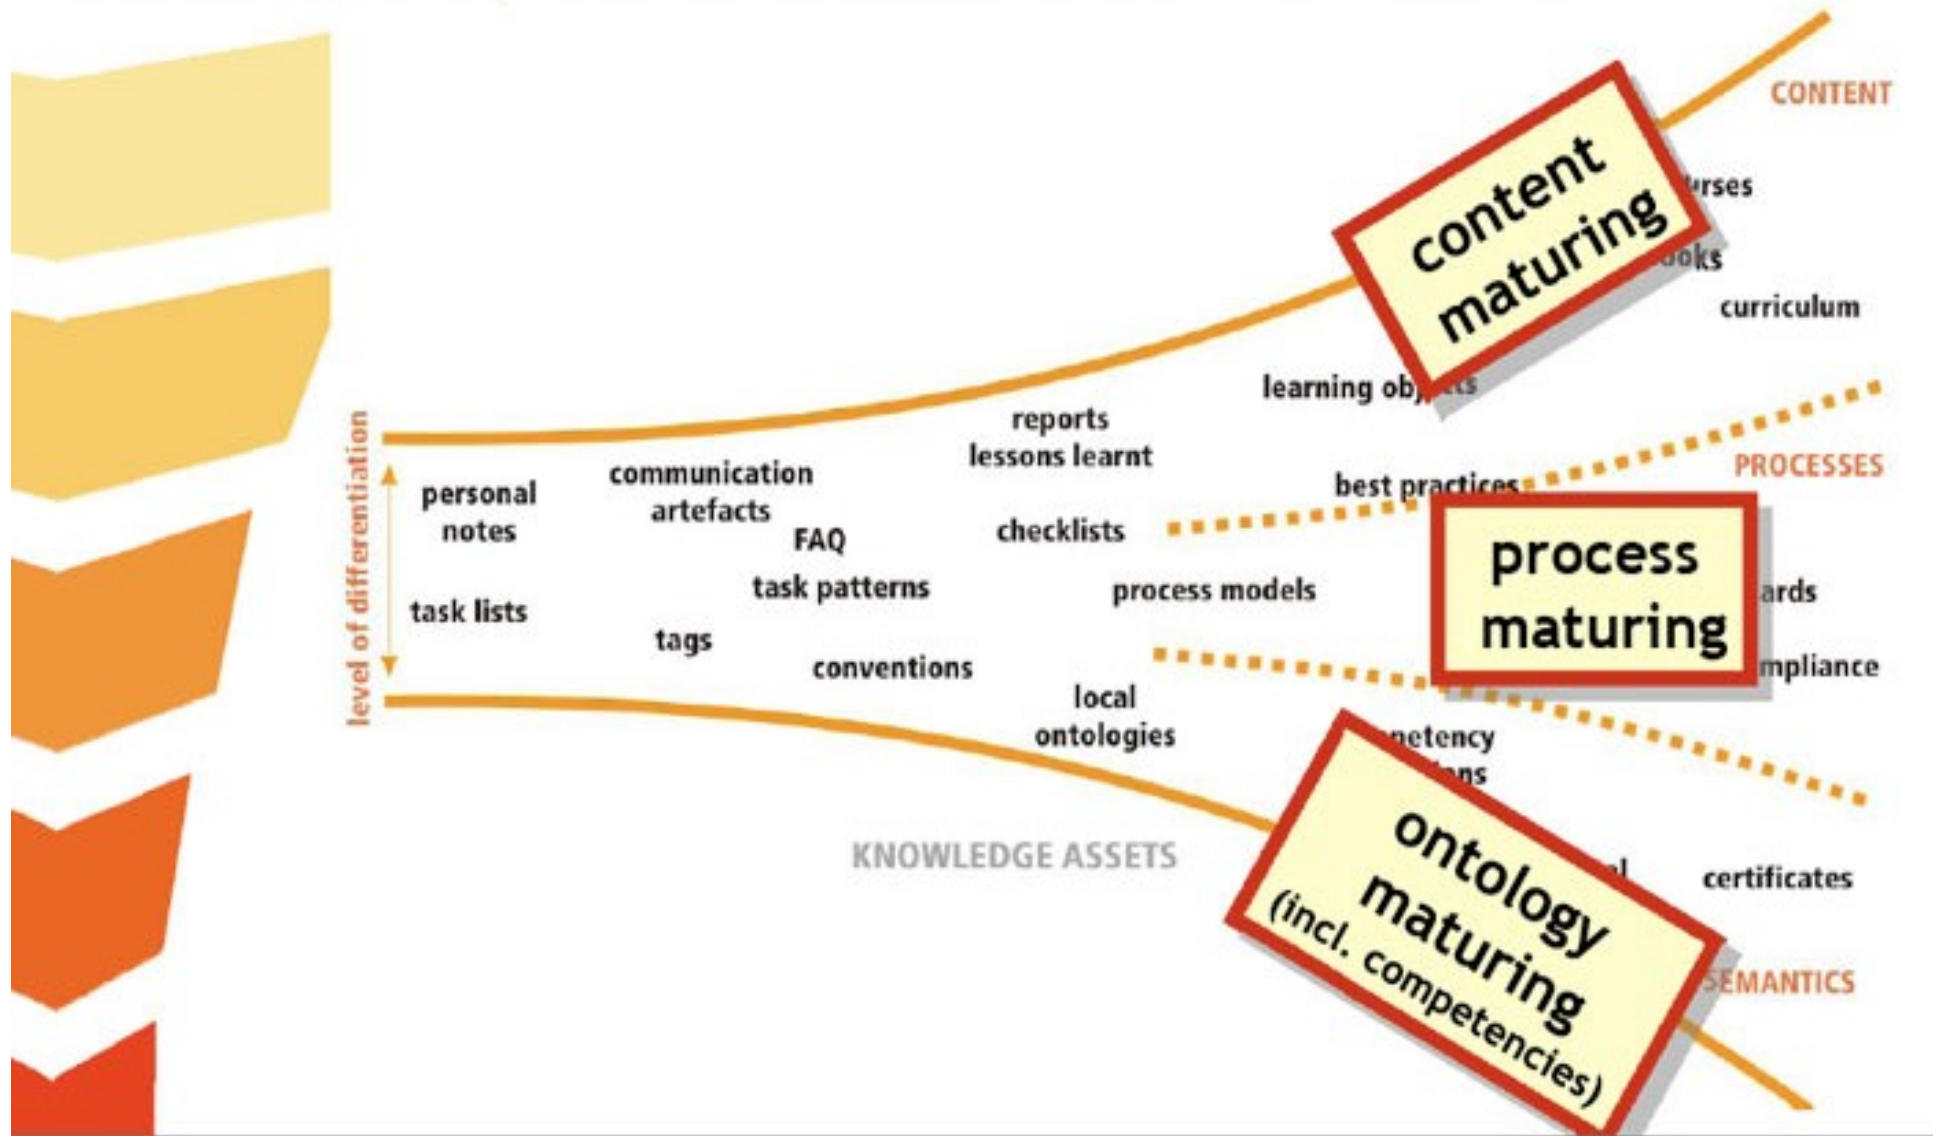 CONTENT
content
maturing
curriculum
learning
reports
lessons learnt
PROCESSES
communication
artefacts
personal
notes
best practices
FAQ
checklists
process
maturing
task patterns
process models
task lists
tags
conventions
local
ontologies
KNOWLEDGE ASSETS
ontology
maturing
(incl. competencies)
certificates
SEMANTICS
level of differentiation